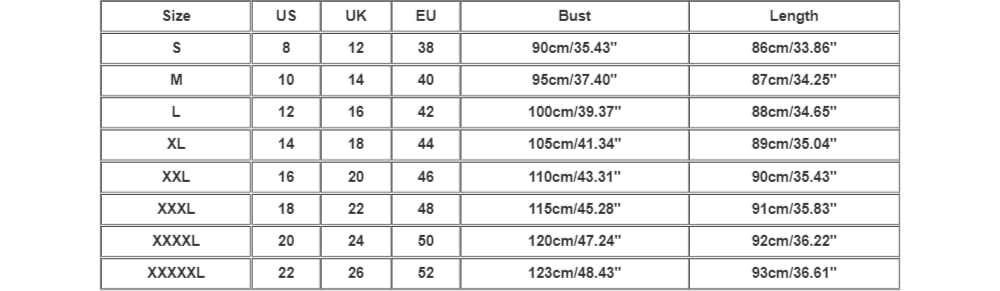 Size US UK EU Bust Length
S 8 12 38 90cm/35.43" 86cm/33.86"
M 10 14 40 95cm/37.40" 87cm/34.25"
L 12 16 42 100cm/39.37" 88cm/34.65"
XL 14 18 44 105cm/41.34" 89cm/35.04"
XXL 16 20 46 110cm/43.31" 90cm/35.43"
XXXL 18 22 48 115cm/45.28" 91cm/35.83"
XXXXL 20 24 50 120cm/47.24" 92cm/36.22"
XXXXXL 22 26 52 123cm/48.43" 93cm/36.61"